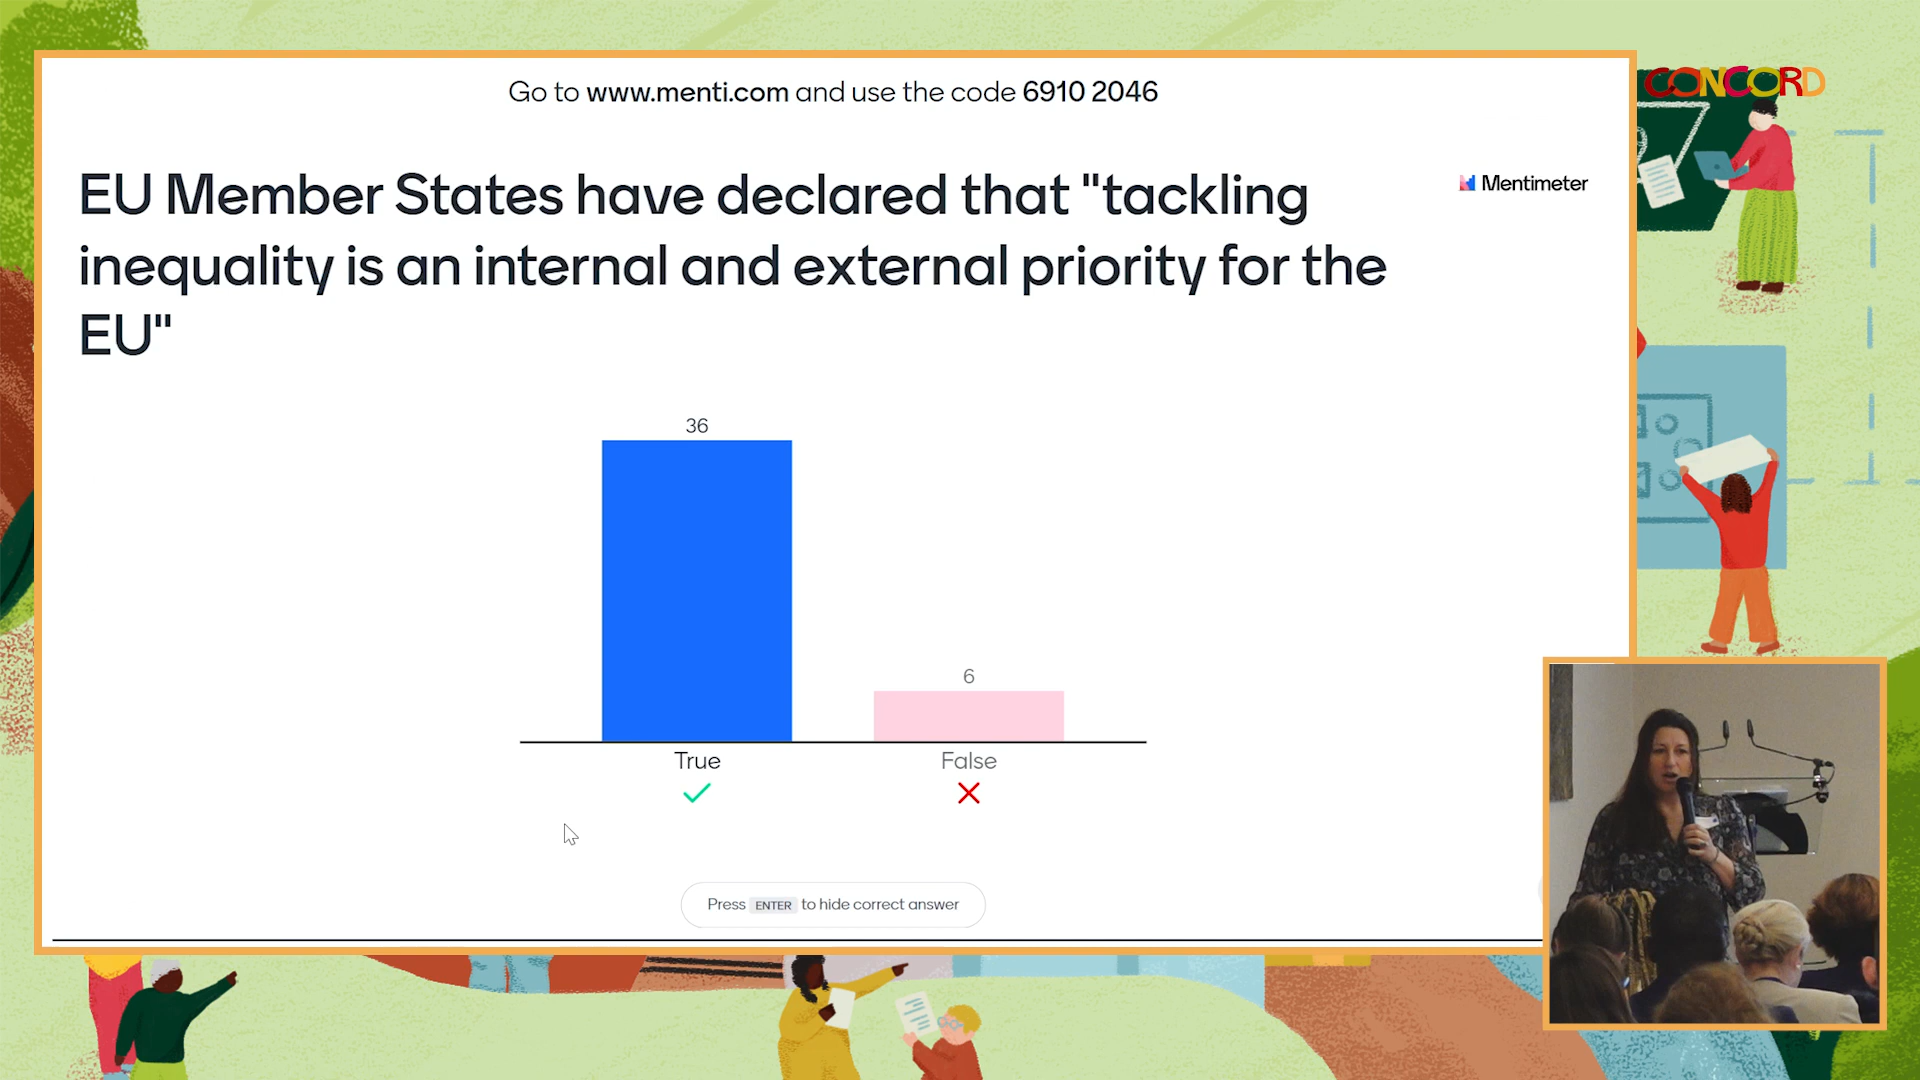 Go to www.menti.com and use the code 6910 2046
CONCORD
EU Member States have declared that "tackling
inequality is an internal and external priority for the
EU"
Mentimeter
36
6
True
False
Press ENTER to hide correct answer